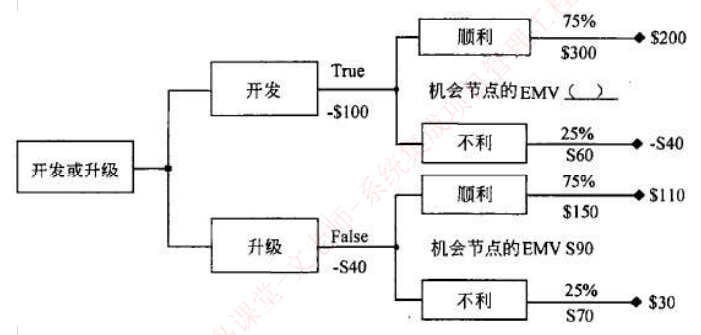 75%
顺利
$300
$200
True
开发
-$100
机会节点的EMV （ ）
不利
25%
S60
-S40
开发或升级
顺利
75%
$150
$110
升级
False
-S40
机会节点的EMV S90
不利
25%
S70
$30